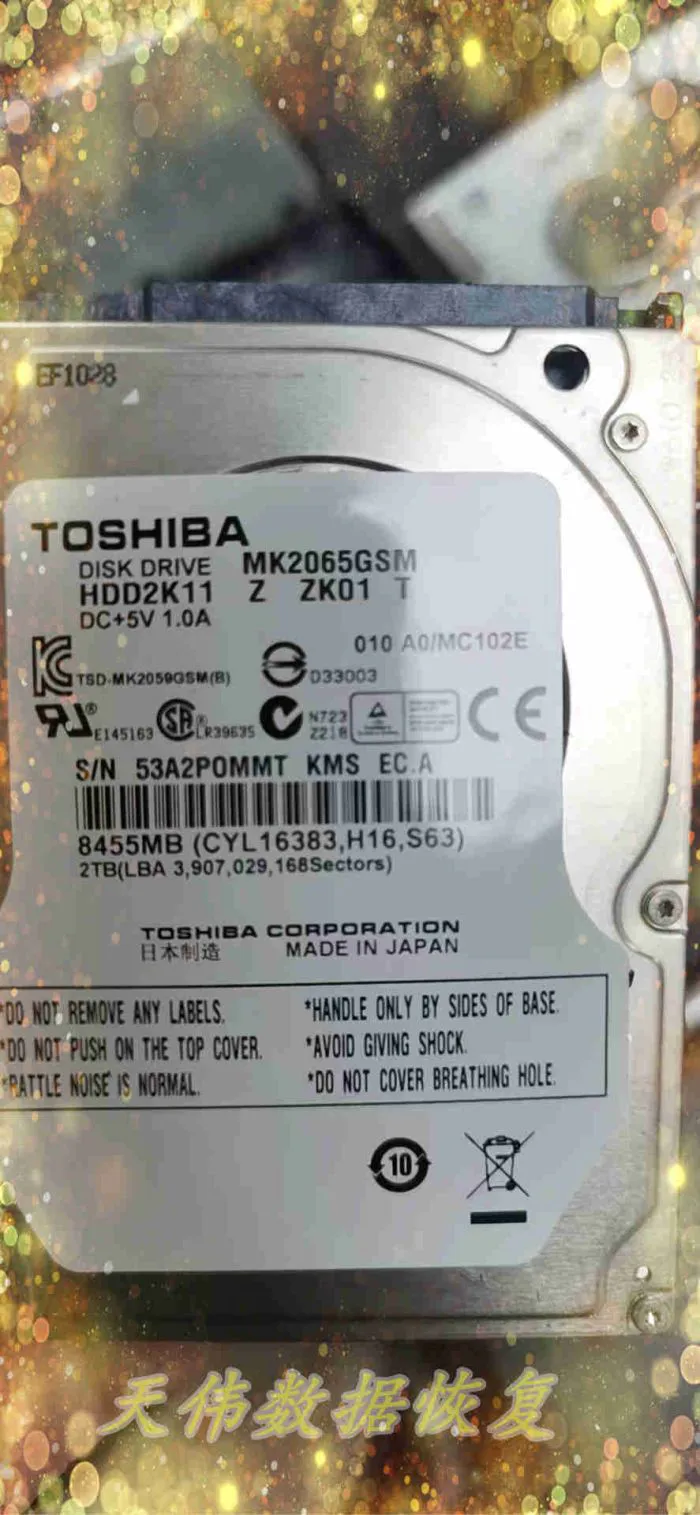 EF1028
TOSHIBA
DISK DRIVE MK2065GSM
HDD2K11 Z ZK01 T
DC+5V 1.0A
010 A0/MC102E
TSD-MK2059GSM(B)
D33003
E145163
SA® LR39635
N723
Z218
CE
S/N 53A2P0MMT KMS EC.A
8455MB (CYL16383,H16,S63)
2TB(LBA 3,907,029,168Sectors)
TOSHIBA CORPORATION
日本制造 MADE IN JAPAN
*DO NOT REMOVE ANY LABELS. *HANDLE ONLY BY SIDES OF BASE.
*DO NOT PUSH ON THE TOP COVER. *AVOID GIVING SHOCK.
*RATTLE NOISE IS NORMAL. *DO NOT COVER BREATHING HOLE.
10
天伟数据恢复